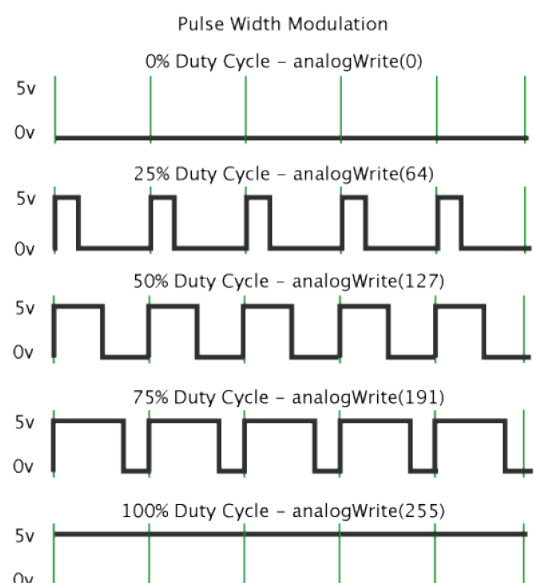 Pulse Width Modulation
0% Duty Cycle – analogWrite(0)
5v
0v
25% Duty Cycle – analogWrite(64)
5v
0v
50% Duty Cycle – analogWrite(127)
5v
0v
75% Duty Cycle – analogWrite(191)
5v
0v
100% Duty Cycle – analogWrite(255)
5v
0v